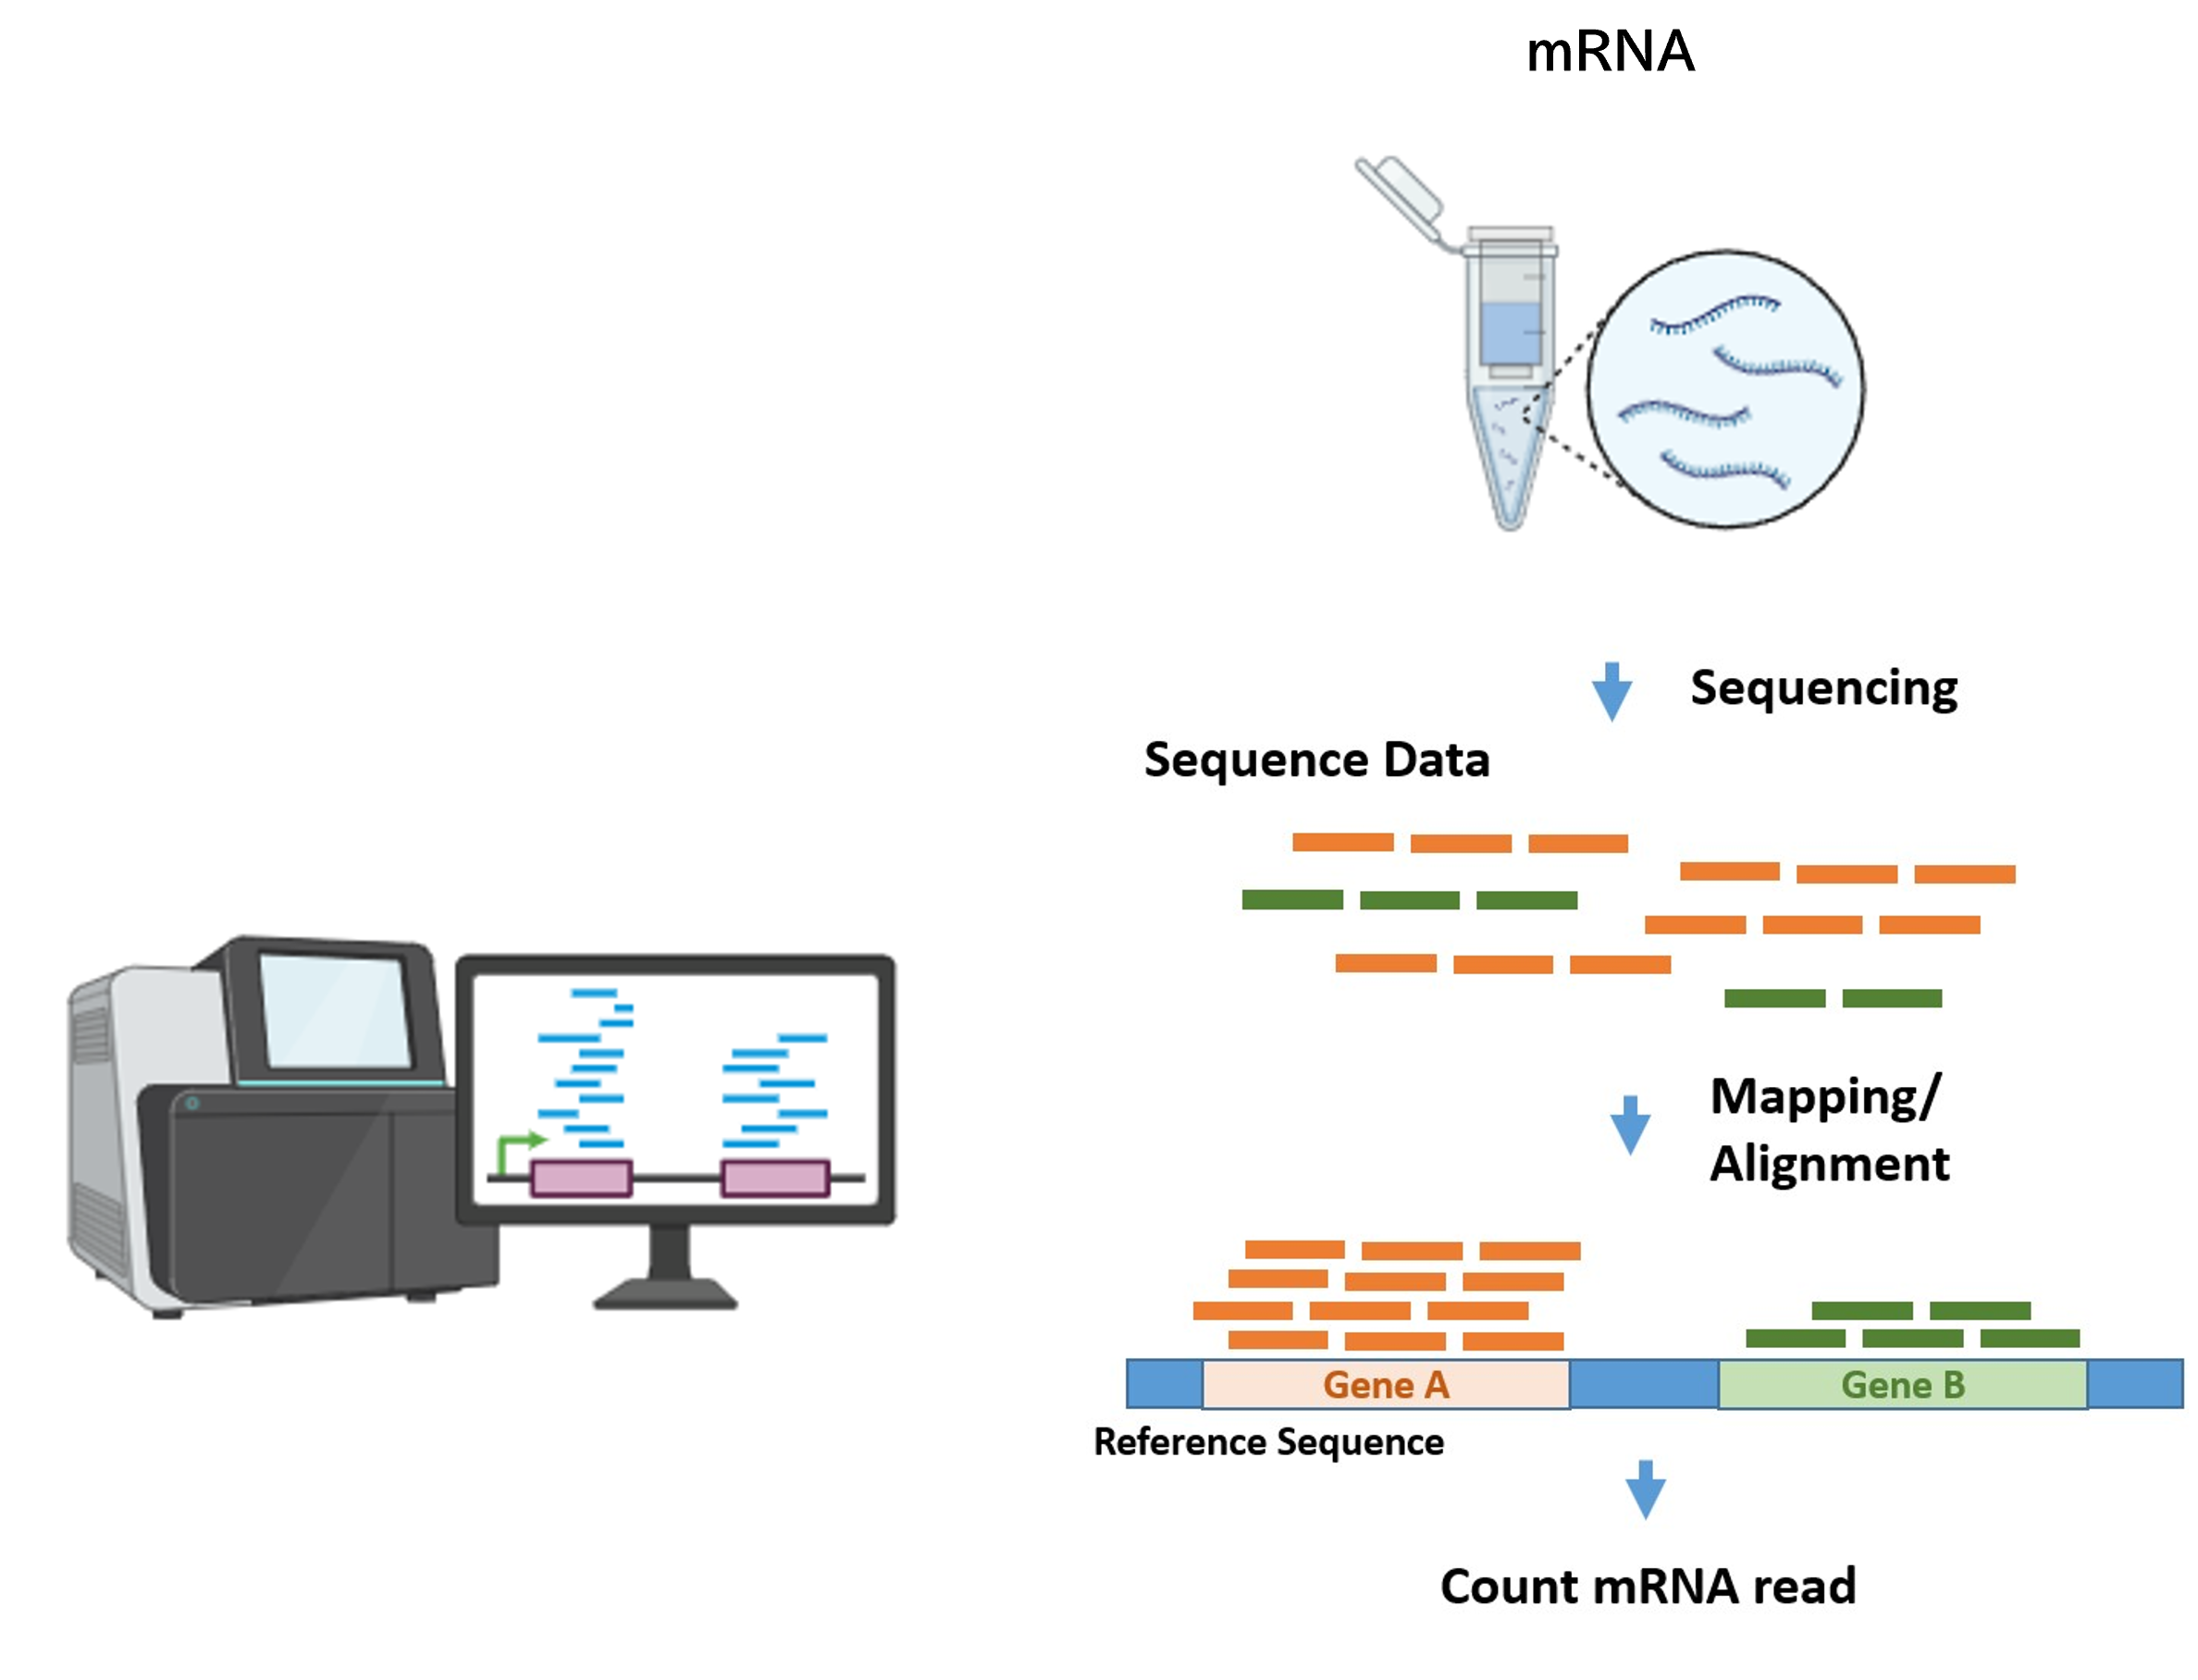 mRNA
Sequencing
Sequence Data
Mapping/
Alignment
Gene A
Gene B
Reference Sequence
Count mRNA read